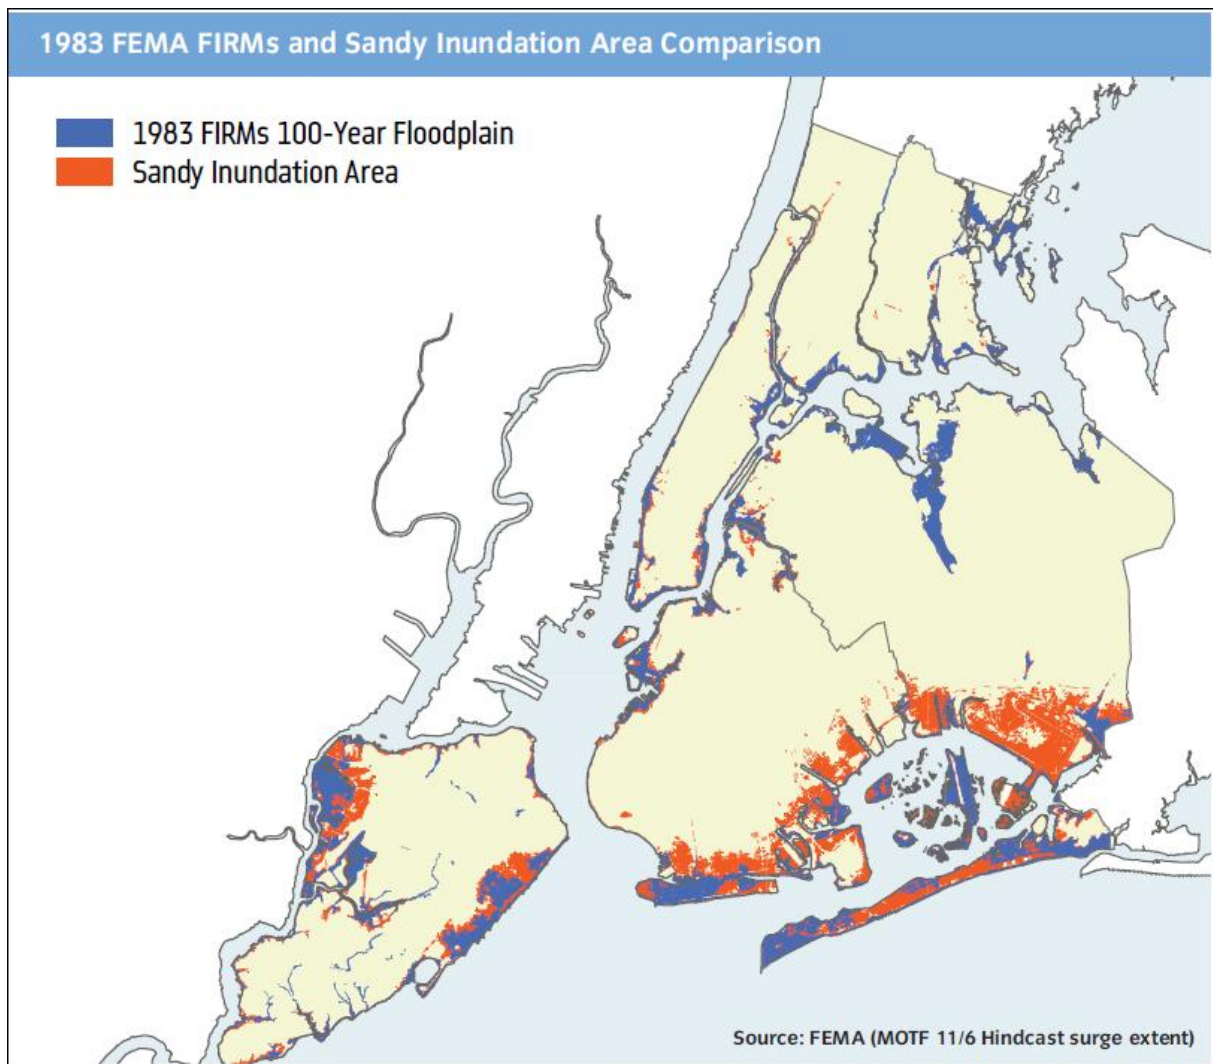 1983 FEMA FIRMs and Sandy Inundation Area Comparison
1983 FIRMs 100-Year Floodplain
Sandy Inundation Area
Source: FEMA (MOTF 11/6 Hindcast surge extent)